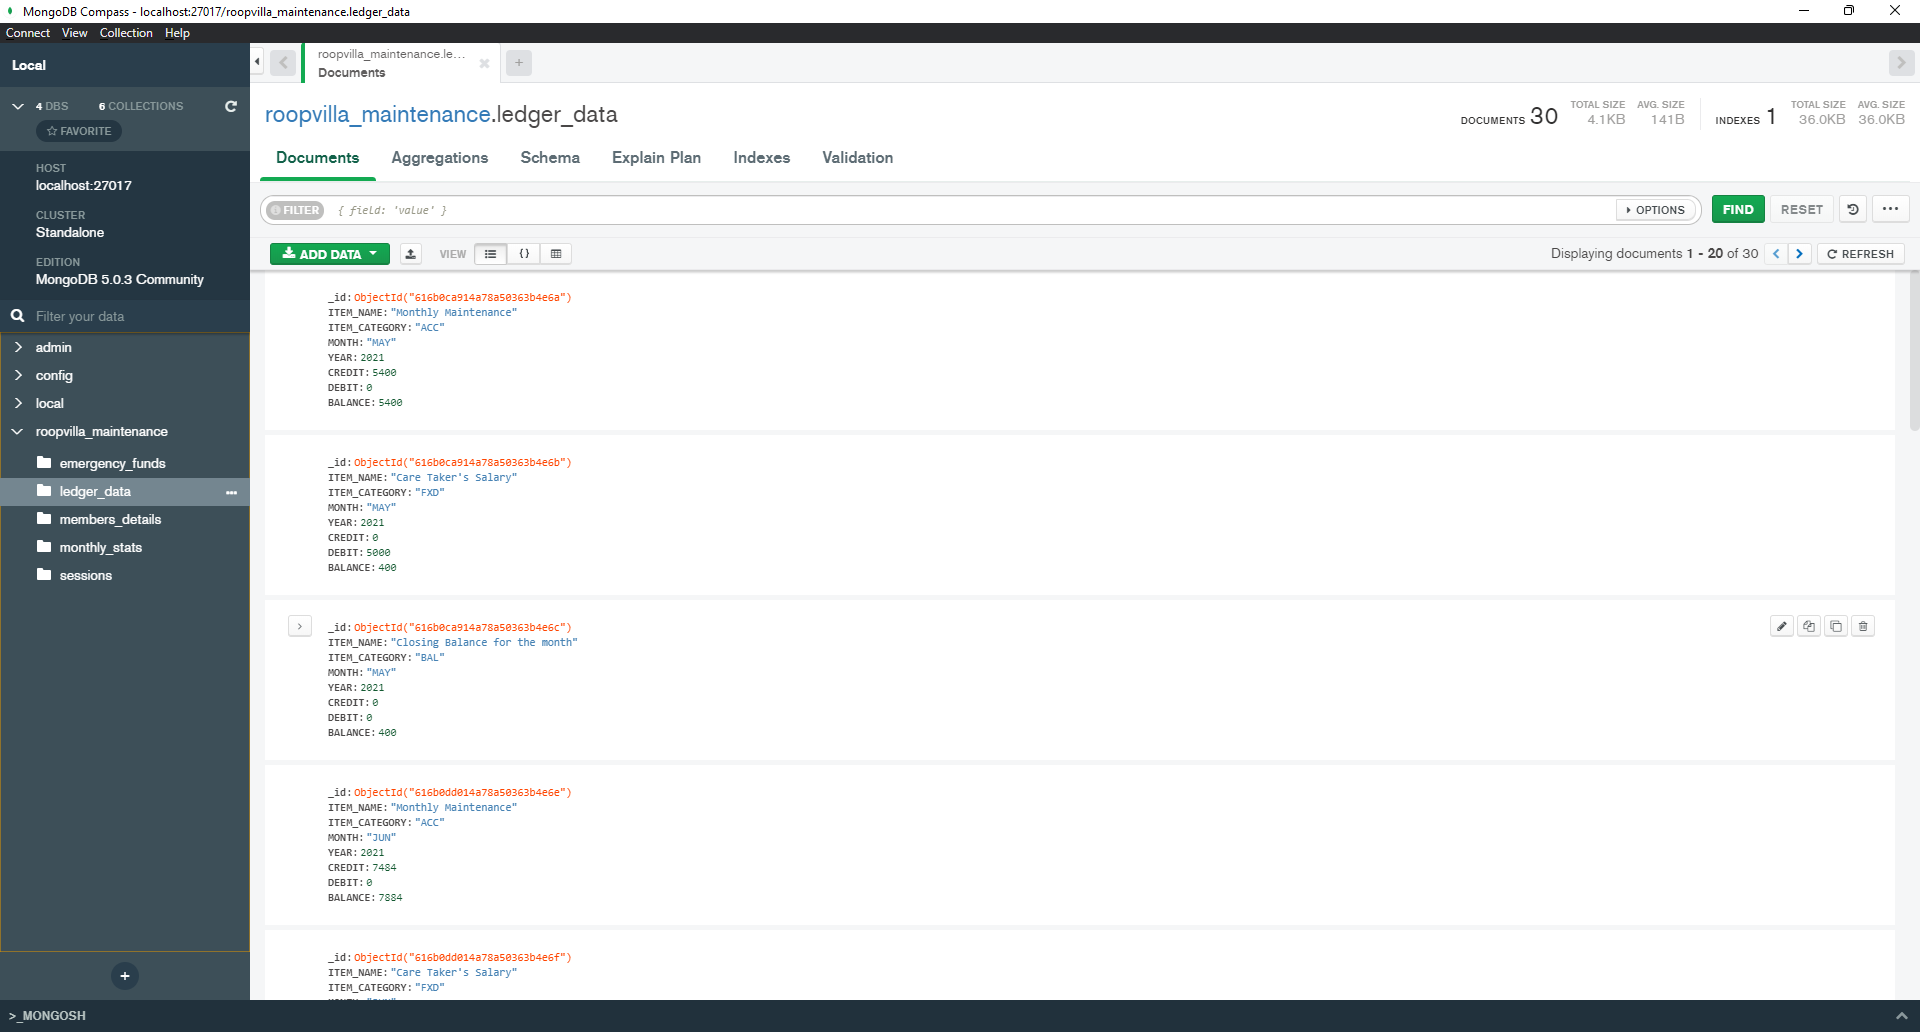 MongoDB Compass - localhost:27017/roopvilla_maintenance.ledger_data
Connect View Collection Help
Local
4 DBS 6 COLLECTIONS
FAVORITE
HOST
localhost:27017
CLUSTER
Standalone
EDITION
MongoDB 5.0.3 Community
Filter your data
admin
config
local
roopvilla_maintenance
emergency_funds
ledger_data
members_details
monthly_stats
sessions
roopvilla_maintenance.le...
Documents
roopvilla_maintenance.ledger_data
DOCUMENTS 30 TOTAL SIZE 4.1KB AVG. SIZE 141B INDEXES 1 TOTAL SIZE 36.0KB AVG. SIZE 36.0KB
Documents Aggregations Schema Explain Plan Indexes Validation
FILTER { field: 'value' } OPTIONS FIND RESET
ADD DATA VIEW {} Displaying documents 1 - 20 of 30 REFRESH
_id: ObjectId("616b0ca914a78a50363b4e6a")
ITEM_NAME: "Monthly Maintenance"
ITEM_CATEGORY: "ACC"
MONTH: "MAY"
YEAR: 2021
CREDIT: 5400
DEBIT: 0
BALANCE: 5400
_id: ObjectId("616b0ca914a78a50363b4e6b")
ITEM_NAME: "Care Taker's Salary"
ITEM_CATEGORY: "FXD"
MONTH: "MAY"
YEAR: 2021
CREDIT: 0
DEBIT: 5000
BALANCE: 400
_id: ObjectId("616b0ca914a78a50363b4e6c")
ITEM_NAME: "Closing Balance for the month"
ITEM_CATEGORY: "BAL"
MONTH: "MAY"
YEAR: 2021
CREDIT: 0
DEBIT: 0
BALANCE: 400
_id: ObjectId("616b0dd014a78a50363b4e6e")
ITEM_NAME: "Monthly Maintenance"
ITEM_CATEGORY: "ACC"
MONTH: "JUN"
YEAR: 2021
CREDIT: 7484
DEBIT: 0
BALANCE: 7884
_id: ObjectId("616b0dd014a78a50363b4e6f")
ITEM_NAME: "Care Taker's Salary"
ITEM_CATEGORY: "FXD"
>_MONGOSH